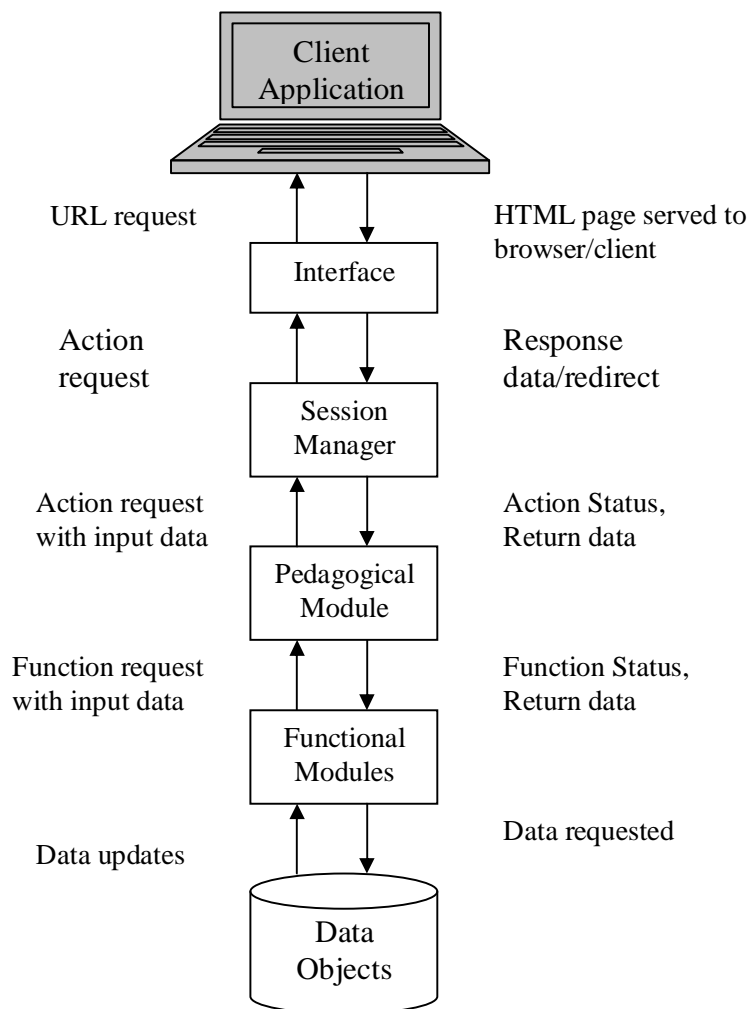 Client
Application
URL request
HTML page served to
browser/client
Interface
Action
request
Response
data/redirect
Session
Manager
Action request
with input data
Action Status,
Return data
Pedagogical
Module
Function request
with input data
Function Status,
Return data
Functional
Modules
Data updates
Data requested
Data
Objects